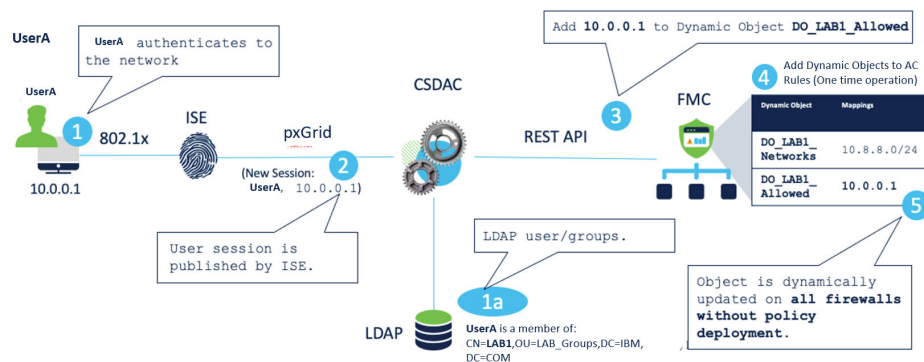 UserA
UserA authenticates to
the network
UserA
1
802.1x
10.0.0.1
ISE
pxGrid
2
(New Session:
UserA, 10.0.0.1)
User session is
published by ISE.
CSDAC
LDAP user/groups.
1a
LDAP
UserA is a member of:
CN=LAB1,OU=LAB_Groups,DC=IBM,
DC=COM
REST API
Add 10.0.0.1 to Dynamic Object DO_LAB1_Allowed
3
FMC
4
Add Dynamic Objects to AC
Rules (One time operation)
Dynamic Object Mappings
DO_LAB1_
Networks
10.8.8.0/24
DO_LAB1_
Allowed
10.0.0.1
5
Object is dynamically
updated on all firewalls
without policy
deployment.